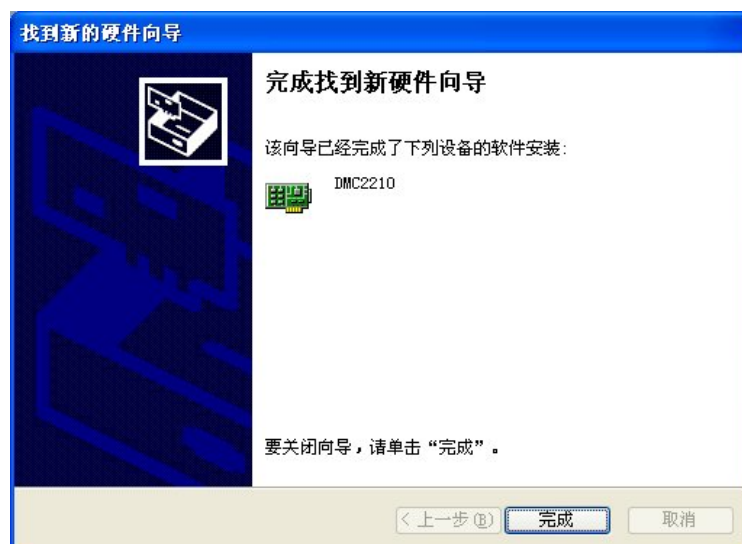 找到新的硬件向导
完成找到新硬件向导
该向导已经完成了下列设备的软件安装:
DMC2210
要关闭向导，请单击“完成”。
< 上一步(B)
完成
取消